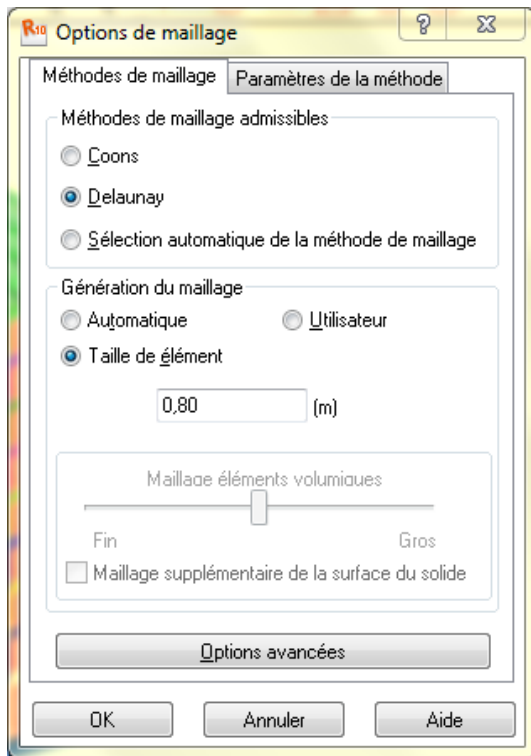 R10 Options de maillage
Méthodes de maillage
Paramètres de la méthode
Méthodes de maillage admissibles
Coons
Delaunay
Sélection automatique de la méthode de maillage
Génération du maillage
Automatique
Utilisateur
Taille de élément
0,80 (m)
Maillage éléments volumiques
Fin
Gros
Maillage supplémentaire de la surface du solide
Options avancées
OK
Annuler
Aide